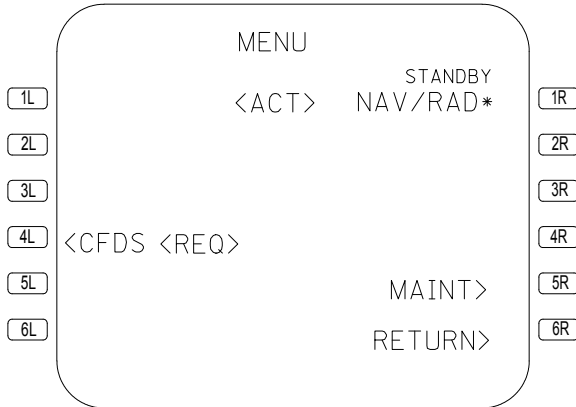 MENU
STANDBY
1L <ACT> NAV/RAD* 1R
2L 2R
3L 3R
4L <CFDS <REQ> 4R
5L MAINT> 5R
6L RETURN> 6R